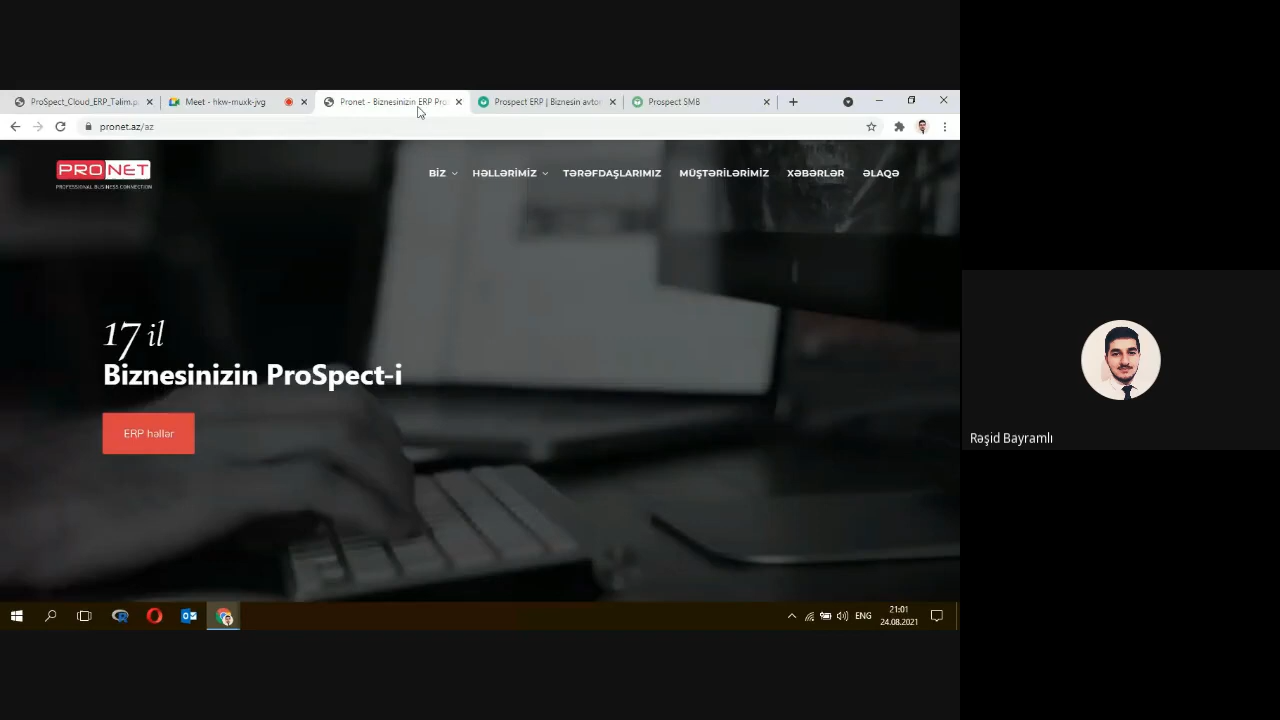 ProSpect_Cloud_ERP_Təlim.p
Meet - hkw-muxk-jvg
Pronet - Biznesinizin ERP Pro
Prospect ERP | Biznesin avto
Prospect SMB
pronet.az/az
PRONET
PROFESSIONAL BUSINESS CONNECTION
BİZ
HƏLLƏRİMİZ
TƏRƏFDAŞLARIMIZ
MÜŞTƏRİLƏRİMİZ
XƏBƏRLƏR
ƏLAQƏ
17 il
Biznesinizin ProSpect-i
ERP həllər
Rəşid Bayramlı
ENG
21:01
24.08.2021